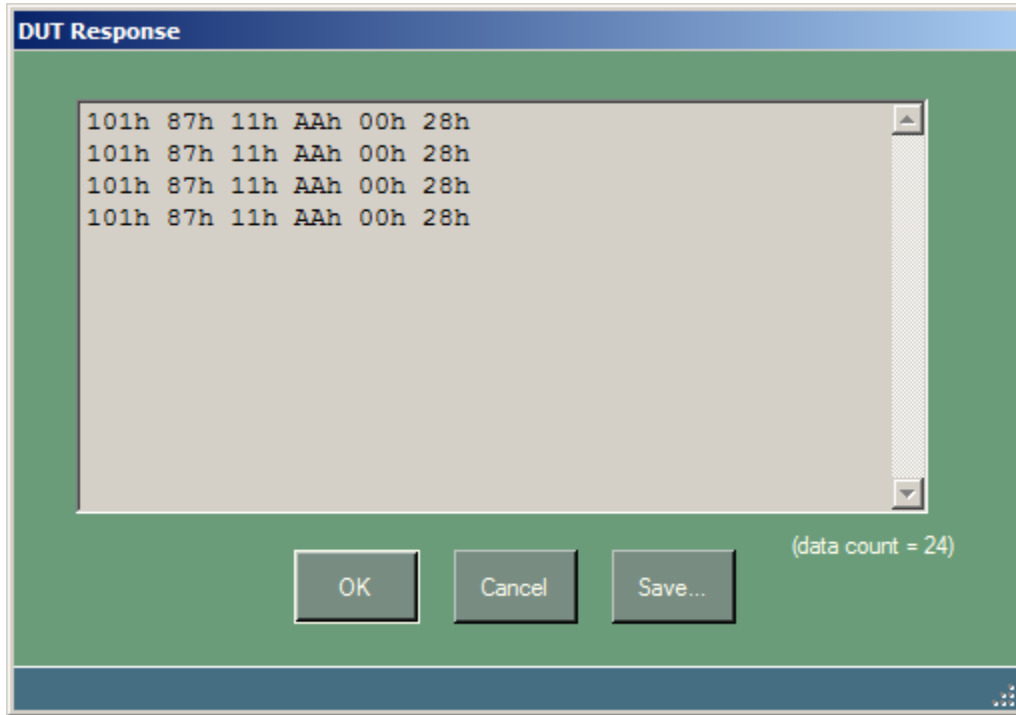 DUT Response
101h 87h 11h AAh 00h 28h
101h 87h 11h AAh 00h 28h
101h 87h 11h AAh 00h 28h
101h 87h 11h AAh 00h 28h
(data count = 24)
OK Cancel Save...